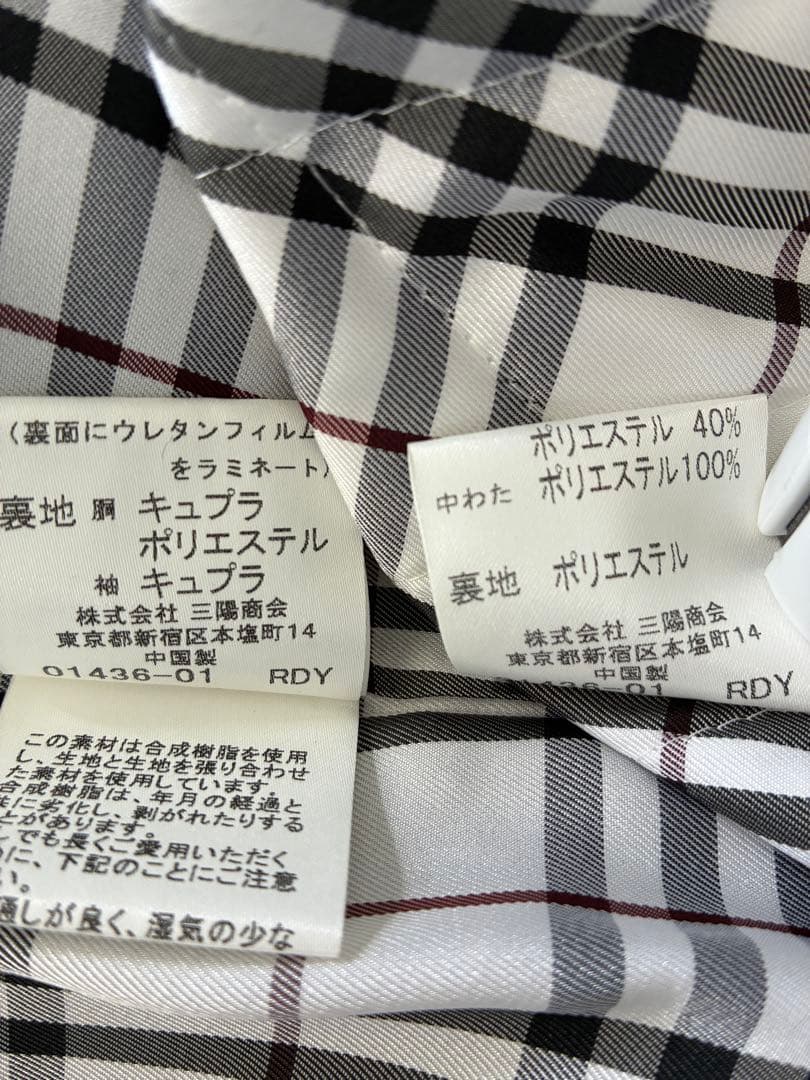 (裏面にウレタンフィルム
をラミネート)
裏地 胴 キュプラ
ポリエステル
袖 キュプラ
株式会社 三陽商会
東京都新宿区本塩町14
中国製
01436-01 RDY
この素材は合成樹脂を使用
し、生地と生地を張り合わせ
た素材を使用しています。
合成樹脂は、年月の経過と
に劣化し、剥がれたりする
とがあります。
しでも長くご愛用いただく
めに、下記のことにご注意
い。
通しが良く、湿気の少な
ポリエステル 40%
中わた ポリエステル100%
裏地 ポリエステル
株式会社 三陽商会
東京都新宿区本塩町14
中国製
01436-01 RDY